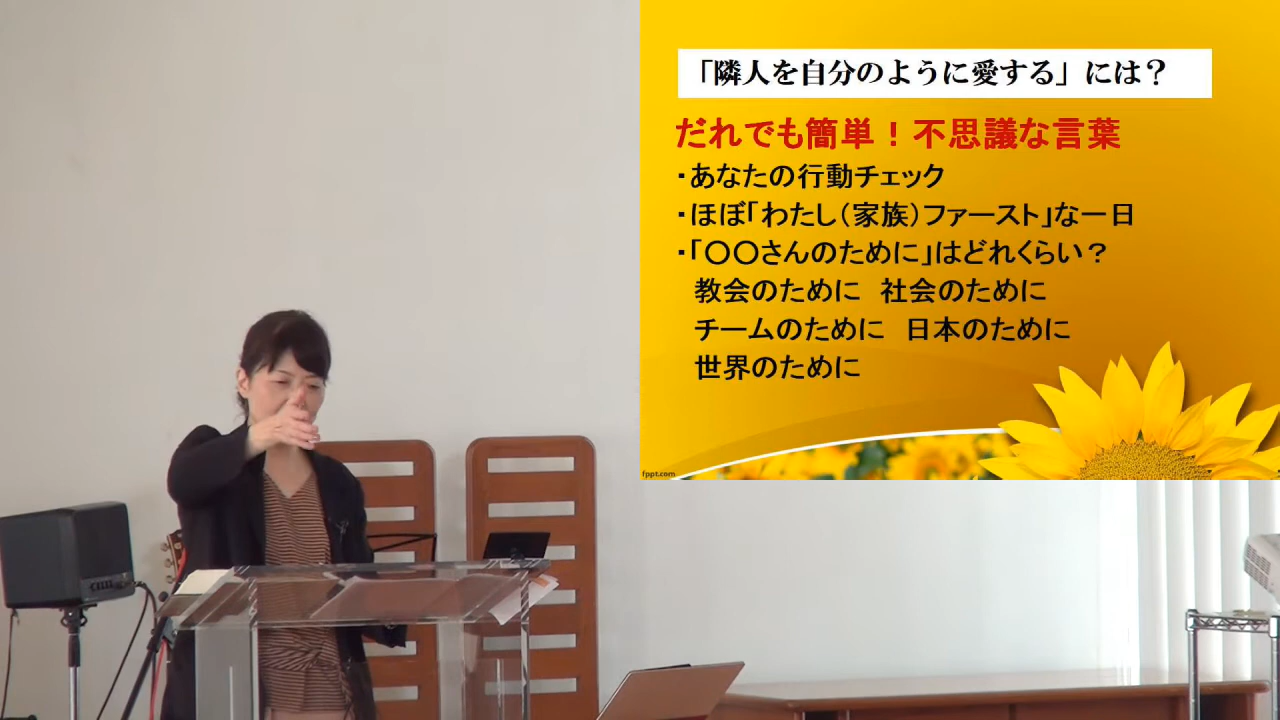 「隣人を自分のように愛する」には？
だれでも簡単！不思議な言葉
・あなたの行動チェック
・ほぼ「わたし（家族）ファースト」な一日
・「〇〇さんのために」はどれくらい？
教会のために　社会のために
チームのために　日本のために
世界のために
fppt.com